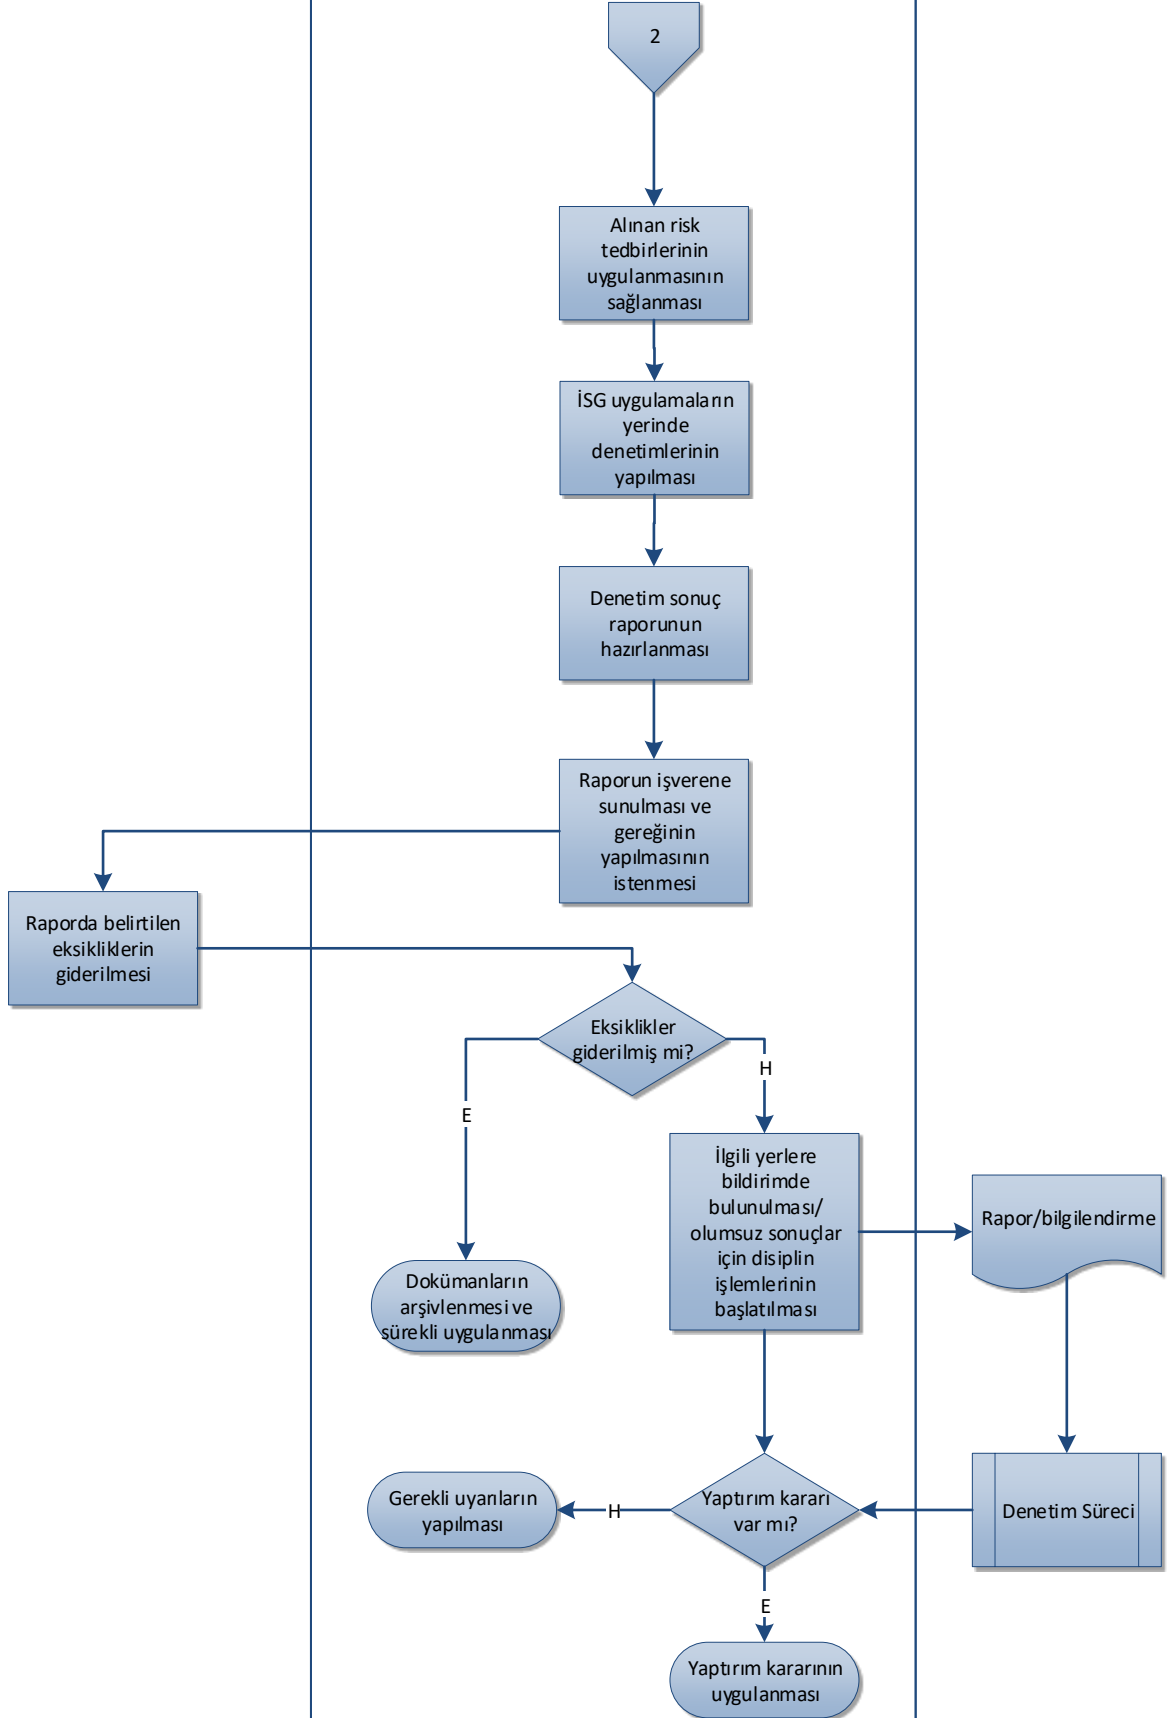 2
Alınan risk
tedbirlerinin
uygulanmasının
sağlanması
İSG uygulamaların
yerinde
denetimlerinin
yapılması
Denetim sonuç
raporunun
hazırlanması
Raporun işverene
sunulması ve
gereğinin
yapılmasının
istenmesi
Raporda belirtilen
eksikliklerin
giderilmesi
Eksiklikler
giderilmiş mi?
H
E
İlgili yerlere
bildirimde
bulunulması/
olumsuz sonuçlar
için disiplin
işlemlerinin
başlatılması
Rapor/bilgilendirme
Dokümanların
arşivlenmesi ve
sürekli uygulanması
Yaptırım kararı
var mı?
Denetim Süreci
H
Gerekli uyarıların
yapılması
E
Yaptırım kararının
uygulanması